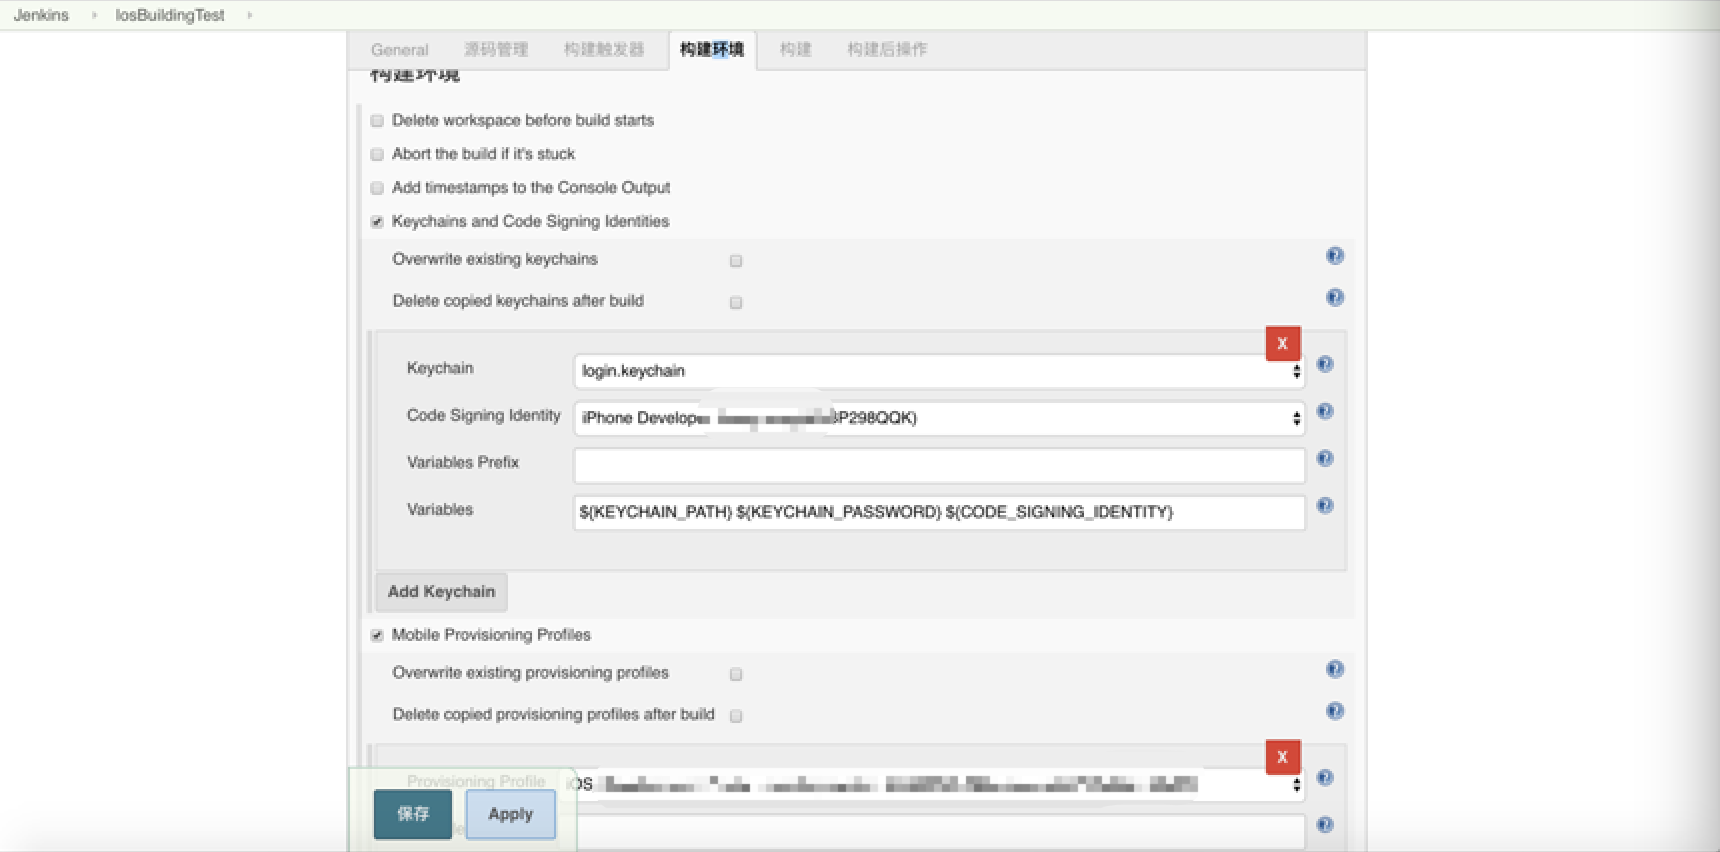 Jenkins IosBuildingTest
General 源码管理 构建触发器 构建环境 构建 构建后操作
构建环境
Delete workspace before build starts
Abort the build if it's stuck
Add timestamps to the Console Output
Keychains and Code Signing Identities
Overwrite existing keychains
Delete copied keychains after build
X
Keychain login.keychain
Code Signing Identity iPhone Developer P298QQK)
Variables Prefix
Variables ${KEYCHAIN_PATH} ${KEYCHAIN_PASSWORD} ${CODE_SIGNING_IDENTITY}
Add Keychain
Mobile Provisioning Profiles
Overwrite existing provisioning profiles
Delete copied provisioning profiles after build
X
Provisioning Profile iOS
保存 Apply